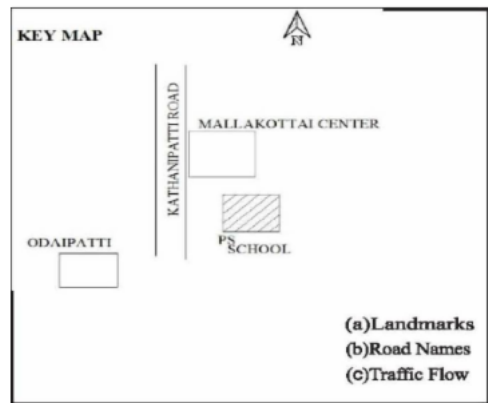 N
KEY MAP
KATHANIPATTI ROAD
MALLAKOTTAI CENTER
PS
SCHOOL
ODAIPATTI
(a)Landmarks
(b)Road Names
(c)Traffic Flow